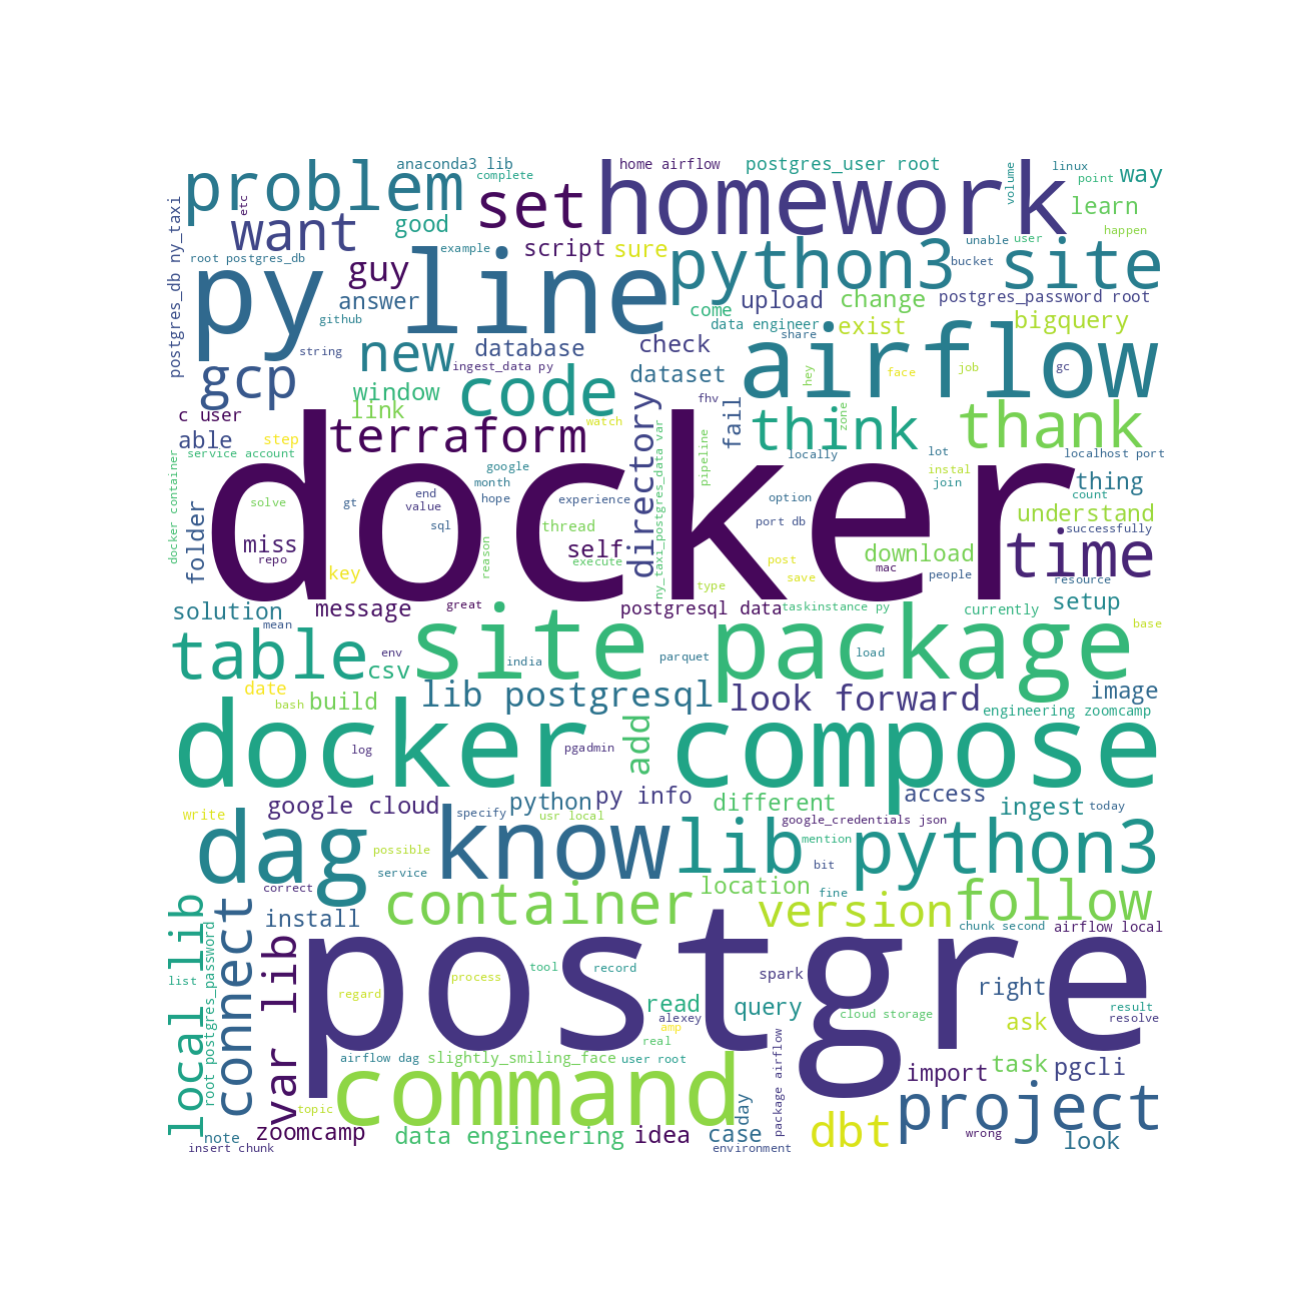 anaconda3 lib
home airflow
postgres_user root
linux
complete
point
way
problem
set
homework
volume
etc
learn
postgres_db ny_taxi
want
good
happen
example
script
sure
python3
unable
user
site
root postgres_db
guy
bucket
py line
answer
upload
change
postgres_password root
come
github
data engineer
exist
bigquery
share
string
new
database
check
airflow
ingest_data py
hey
face
job
gc
gcp
window
code
dataset
link
fhv
c user
terraform
directory
fail
think
zone
thank
watch
able
step
service account
pipeline
locally
lot
localhost port
docker container
google
month
instal
join
thing
end
value
hope
experience
option
count
solve
gt
ny_taxi_postgres_data var
understand
folder
docker
sql
thread
port db
successfully
miss
self
reason
execute
post
download
time
repo
key
mac
people
type
save
resource
solution
message
great
postgresql data
taskinstance py
currently
setup
mean
base
table
env
site package
csv
india
parquet
load
date
lib postgresql
look forward
image
bash
build
engineering zoomcamp
docker compose
log
pgadmin
add
google cloud
python
py info
different
access
ingest
today
write
specify
usr local
google_credentials json
dag
know
lib python3
mention
possible
service
bit
correct
container
location
fine
version
follow
local lib
install
connect
chunk second
airflow local
root postgres_password
var lib
postgre
list
tool
record
spark
process
right
regard
read
query
result
alexey
cloud storage
ask
resolve
amp
real
airflow dag
slightly_smiling_face
user root
package airflow
import
task
pgcli
command
day
topic
dbt
project
note
zoomcamp
data engineering
idea
case
wrong
look
insert chunk
environment